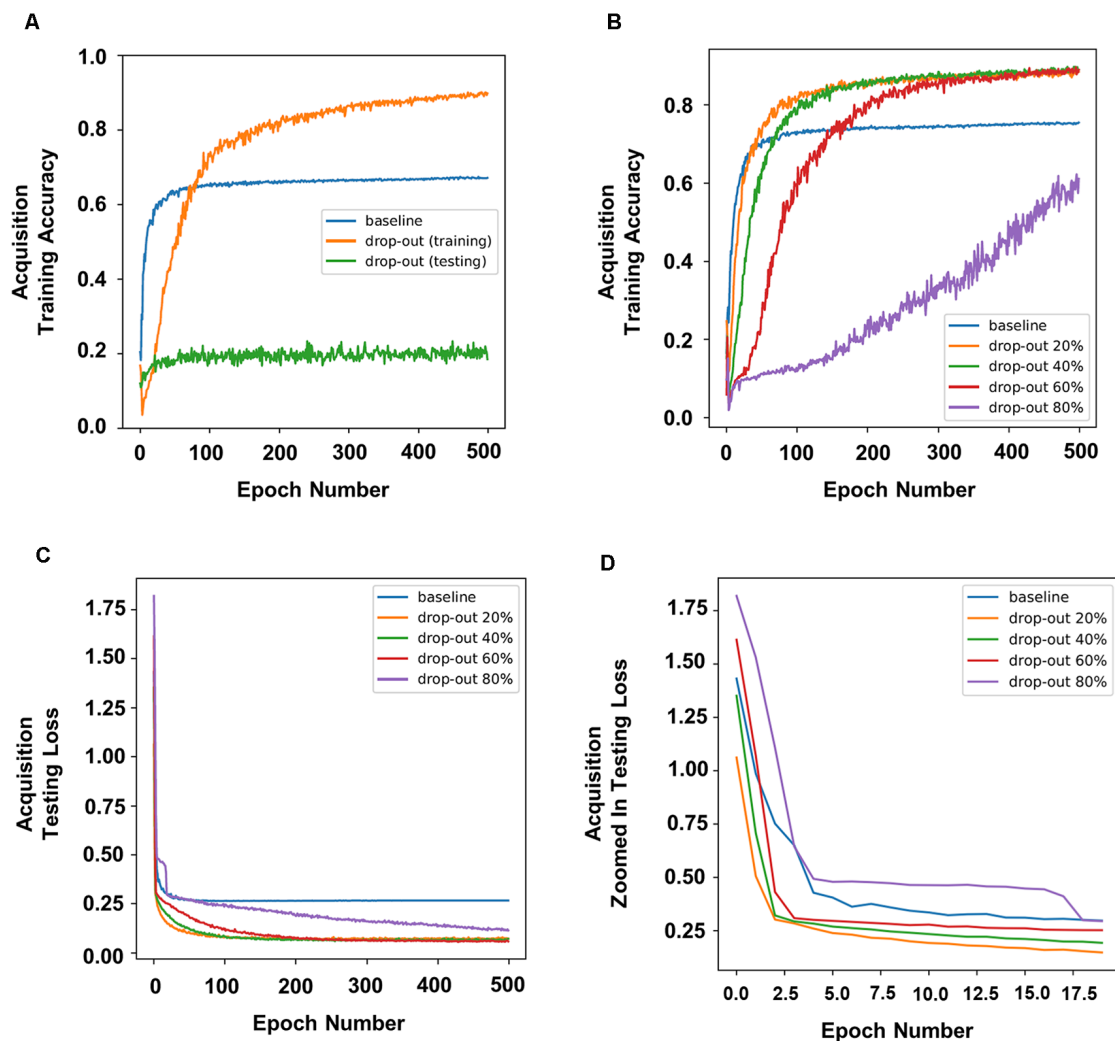 A
Acquisition
Training Accuracy
1.0
0.8
0.6
0.4
0.2
0.0
baseline
drop-out (training)
drop-out (testing)
0 100 200 300 400 500
Epoch Number
B
Acquisition
Training Accuracy
0.8
0.6
0.4
0.2
0.0
baseline
drop-out 20%
drop-out 40%
drop-out 60%
drop-out 80%
0 100 200 300 400 500
Epoch Number
C
Acquisition
Testing Loss
1.75
1.50
1.25
1.00
0.75
0.50
0.25
0.00
baseline
drop-out 20%
drop-out 40%
drop-out 60%
drop-out 80%
0 100 200 300 400 500
Epoch Number
D
Acquisition
Zoomed In Testing Loss
1.75
1.50
1.25
1.00
0.75
0.50
0.25
baseline
drop-out 20%
drop-out 40%
drop-out 60%
drop-out 80%
0.0 2.5 5.0 7.5 10.0 12.5 15.0 17.5
Epoch Number